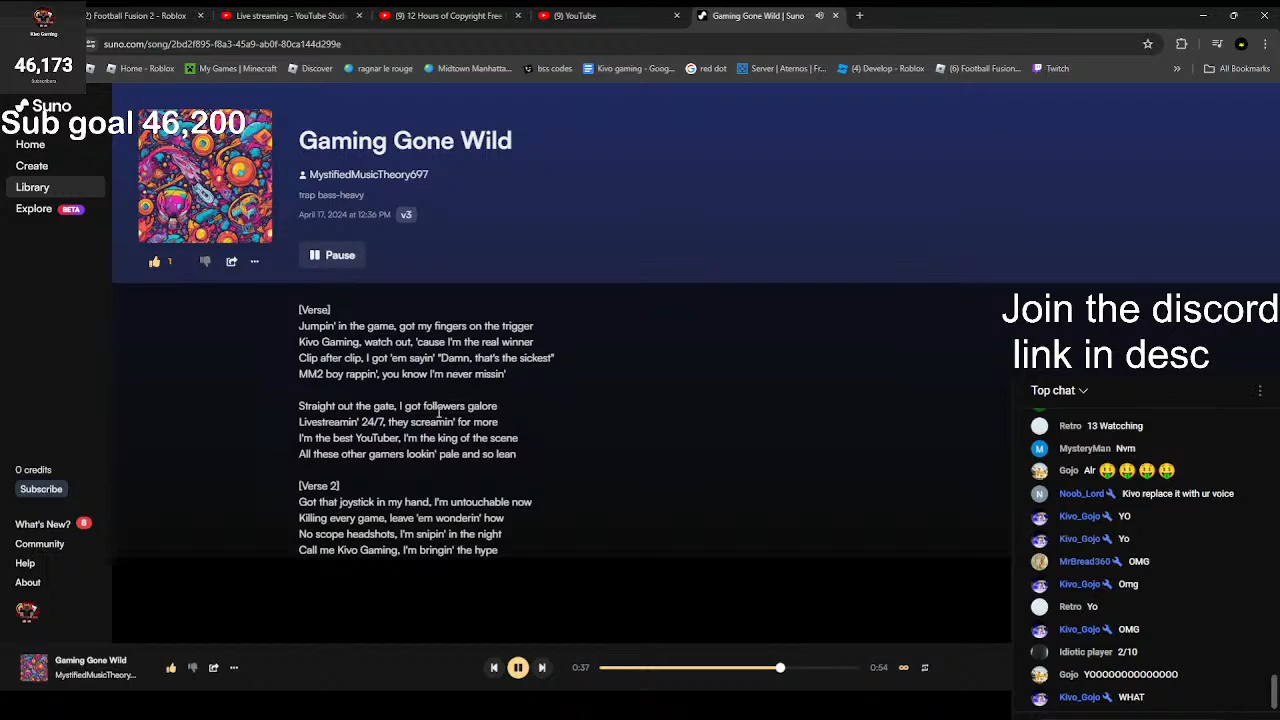 2) Football Fusion 2 - Roblox
Live streaming - YouTube Stud
(9) 12 Hours of Copyright Free
(9) YouTube
Gaming Gone Wild | Suno
Kivo Gaming
46,173
Subscribers
suno.com/song/2bd2f895-f8a3-45a9-ab0f-80ca144d299e
Home - Roblox
My Games | Minecraft
Discover
ragnar le rouge
Midtown Manhatta...
bss codes
Kivo gaming - Goog...
red dot
Server | Aternos | Fr...
(4) Develop - Roblox
(6) Football Fusion...
Twitch
»
All Bookmarks
Suno
Sub goal 46,200
Home
Create
Library
Explore BETA
Gaming Gone Wild
MystifiedMusicTheory697
trap bass-heavy
April 17, 2024 at 12:36 PM v3
1
Pause
[Verse]
Jumpin' in the game, got my fingers on the trigger
Kivo Gaming, watch out, 'cause I'm the real winner
Clip after clip, I got 'em sayin' "Damn, that's the sickest"
MM2 boy rappin', you know I'm never missin'
Straight out the gate, I got followers galore
Livestreamin' 24/7, they screamin' for more
I'm the best YouTuber, I'm the king of the scene
All these other gamers lookin' pale and so lean
[Verse 2]
Got that joystick in my hand, I'm untouchable now
Killing every game, leave 'em wonderin' how
No scope headshots, I'm snipin' in the night
Call me Kivo Gaming, I'm bringin' the hype
0 credits
Subscribe
What's New? 8
Community
Help
About
Join the discord
link in desc
Top chat
Retro 13 Watcching
M MysteryMan Nvm
Gojo Alr 🤑🤑🤑🤑
N Noob_Lord Kivo replace it with ur voice
Kivo_Gojo YO
Kivo_Gojo Yo
MrBread360 OMG
Kivo_Gojo Omg
Retro Yo
Kivo_Gojo OMG
Idiotic player 2/10
Gojo YOOOOOOOOOOOOO
Kivo_Gojo WHAT
Gaming Gone Wild
MystifiedMusicTheory...
0:37
0:54